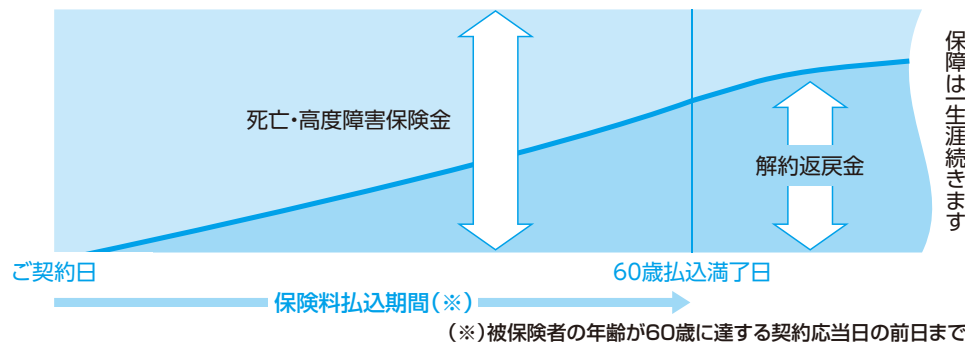 死亡・高度障害保険金
解約返戻金
保障は一生涯続きます
ご契約日
60歳払込満了日
保険料払込期間(※)
(※)被保険者の年齢が60歳に達する契約応当日の前日まで